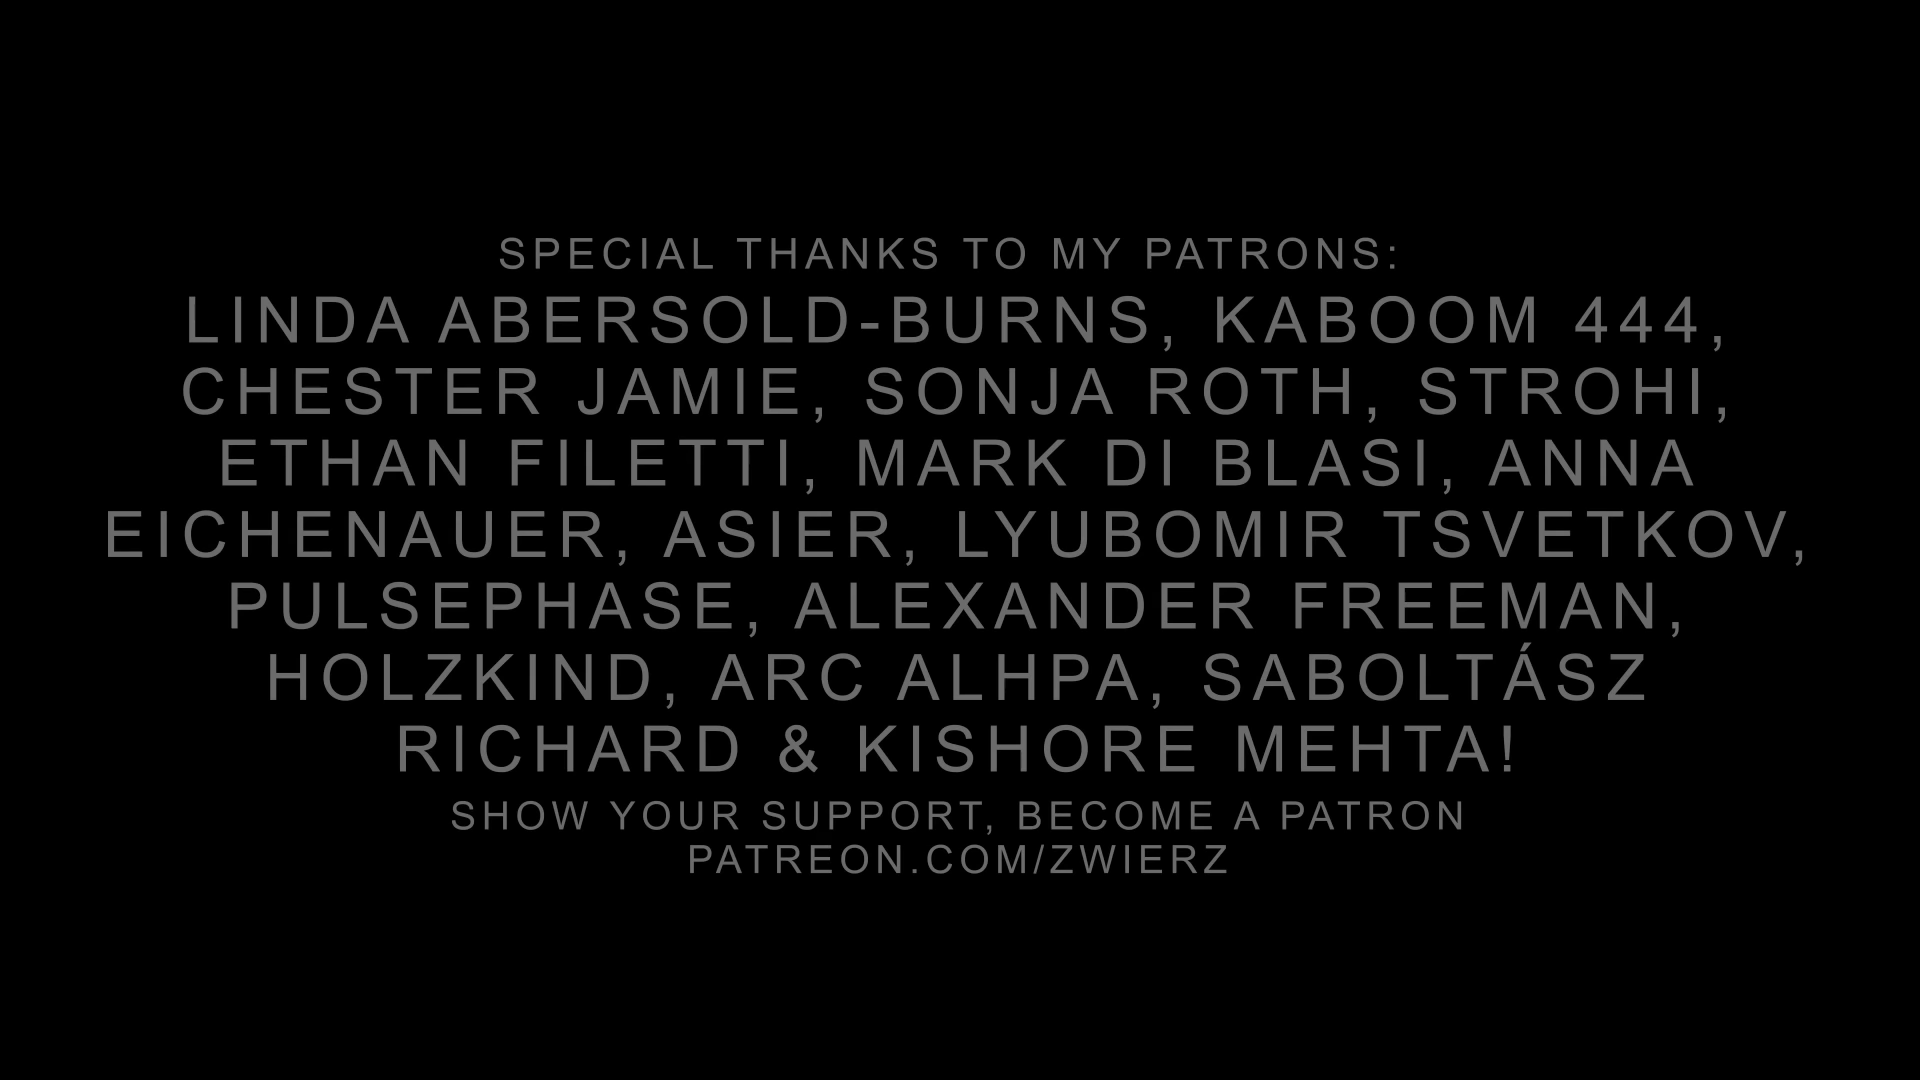 SPECIAL THANKS TO MY PATRONS:
LINDA ABERSOLD-BURNS, KABOOM 444,
CHESTER JAMIE, SONJA ROTH, STROHI,
ETHAN FILETTI, MARK DI BLASI, ANNA
EICHENAUER, ASIER, LYUBOMIR TSVETKOV,
PULSEPHASE, ALEXANDER FREEMAN,
HOLZKIND, ARC ALHPA, SABOLTÁSZ
RICHARD & KISHORE MEHTA!
SHOW YOUR SUPPORT, BECOME A PATRON
PATREON.COM/ZWIERZ